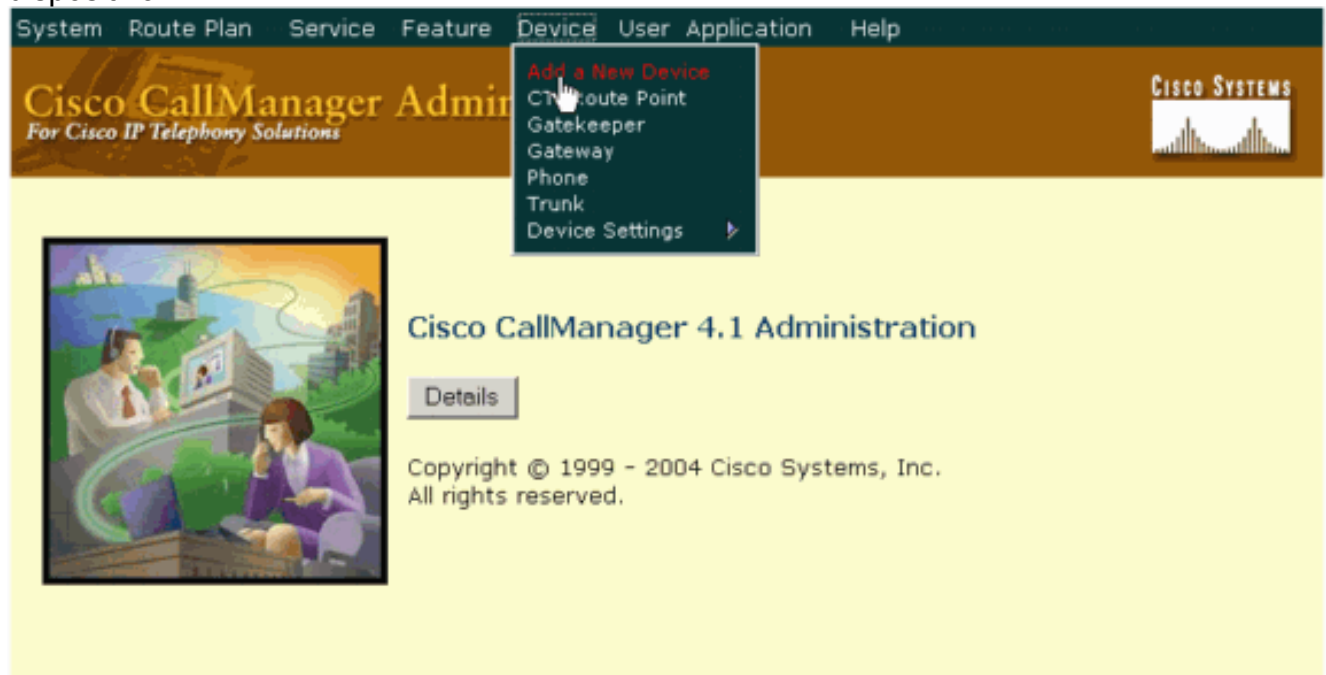 System Route Plan Service Feature Device User Application Help
Cisco CallManager Admin
For Cisco IP Telephony Solutions
CISCO SYSTEMS
Add a New Device
Route Point
Gatekeeper
Gateway
Phone
Trunk
Device Settings
Cisco CallManager 4.1 Administration
Details
Copyright © 1999 - 2004 Cisco Systems, Inc.
All rights reserved.